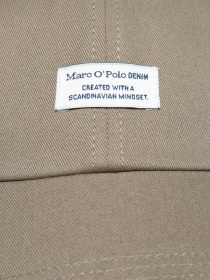 Marc O'Polo DENIM
CREATED WITH A
SCANDINAVIAN MINDSET.